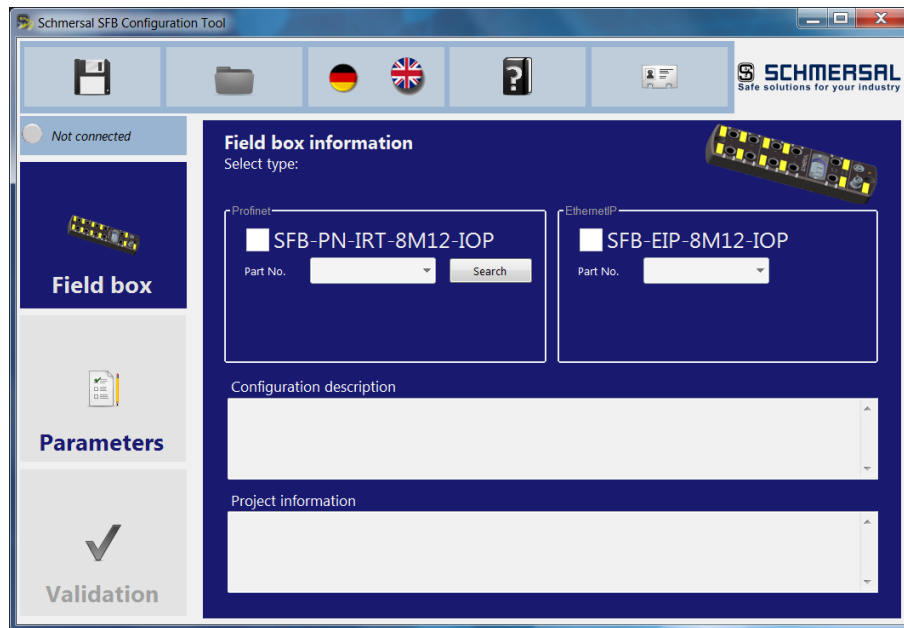 Schmersal SFB Configuration Tool
SCHMERSAL
Safe solutions for your industry
Not connected
Field box information
Select type:
Profinet
EthernetIP
SFB-PN-IRT-8M12-IOP
SFB-EIP-8M12-IOP
Part No.
Search
Part No.
Field box
Configuration description
Parameters
Project information
Validation